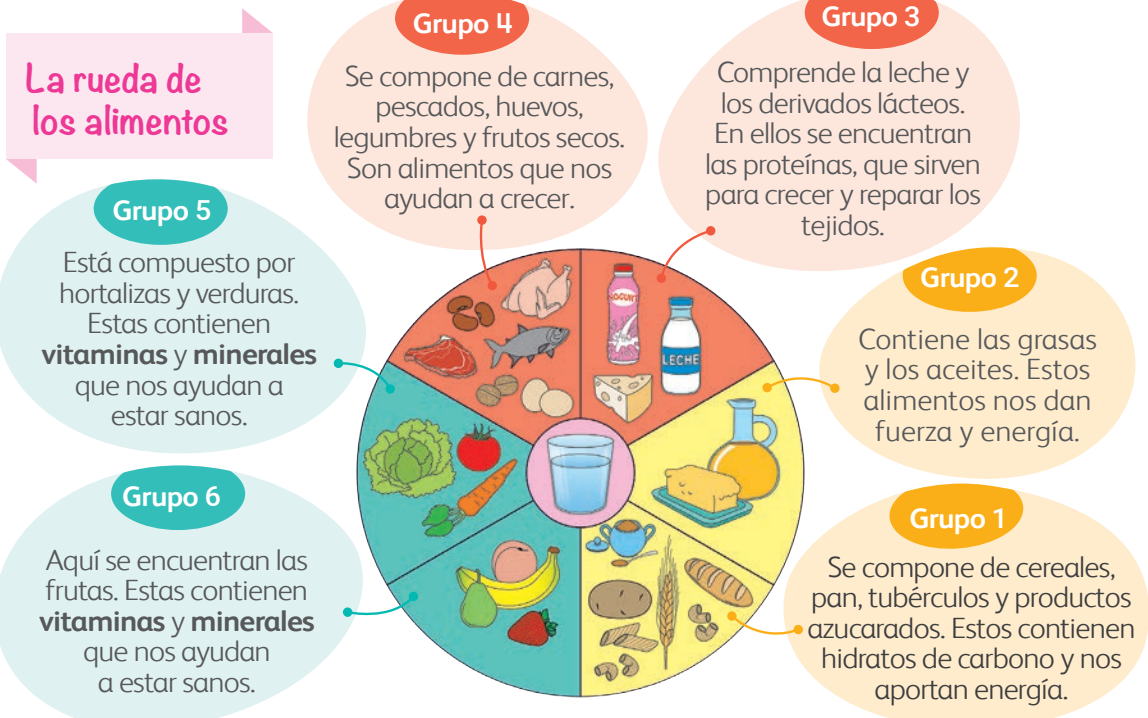 La rueda de
los alimentos
Grupo 4
Se compone de carnes,
pescados, huevos,
legumbres y frutos secos.
Son alimentos que nos
ayudan a crecer.
Grupo 3
Comprende la leche y
los derivados lácteos.
En ellos se encuentran
las proteínas, que sirven
para crecer y reparar los
tejidos.
Grupo 5
Está compuesto por
hortalizas y verduras.
Estas contienen
vitaminas y minerales
que nos ayudan a
estar sanos.
Grupo 2
Contiene las grasas
y los aceites. Estos
alimentos nos dan
fuerza y energía.
YOGURT
LECHE
Grupo 6
Aquí se encuentran las
frutas. Estas contienen
vitaminas y minerales
que nos ayudan
a estar sanos.
Grupo 1
Se compone de cereales,
pan, tubérculos y productos
azucarados. Estos contienen
hidratos de carbono y nos
aportan energía.